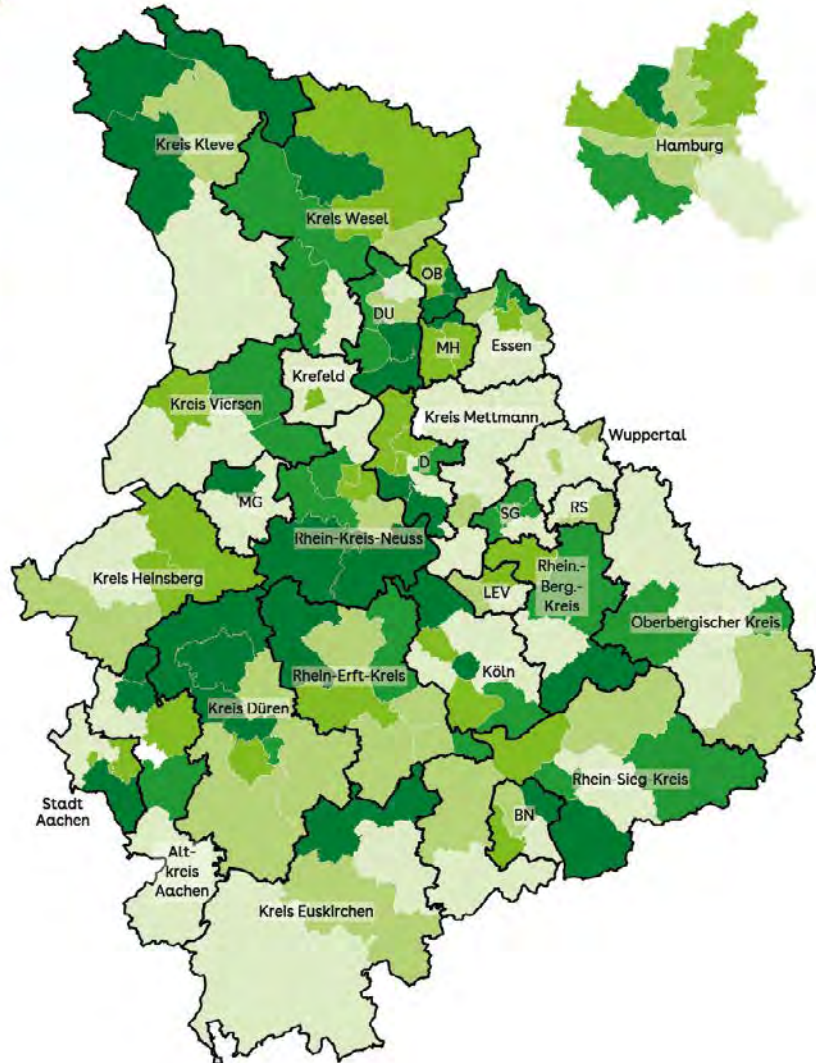 Kreis Kleve
Hamburg
Kreis Wesel
OB
DU
MH
Essen
Krefeld
Kreis Viersen
Kreis Mettmann
Wuppertal
D
MG
SG
RS
Rhein-Kreis-Neuss
Kreis Heinsberg
LEV
Rhein.-
Berg.-
Kreis
Oberbergischer Kreis
Köln
Rhein-Erft-Kreis
Kreis Düren
Rhein-Sieg-Kreis
Stadt
Aachen
BN
Alt-
kreis
Aachen
Kreis Euskirchen